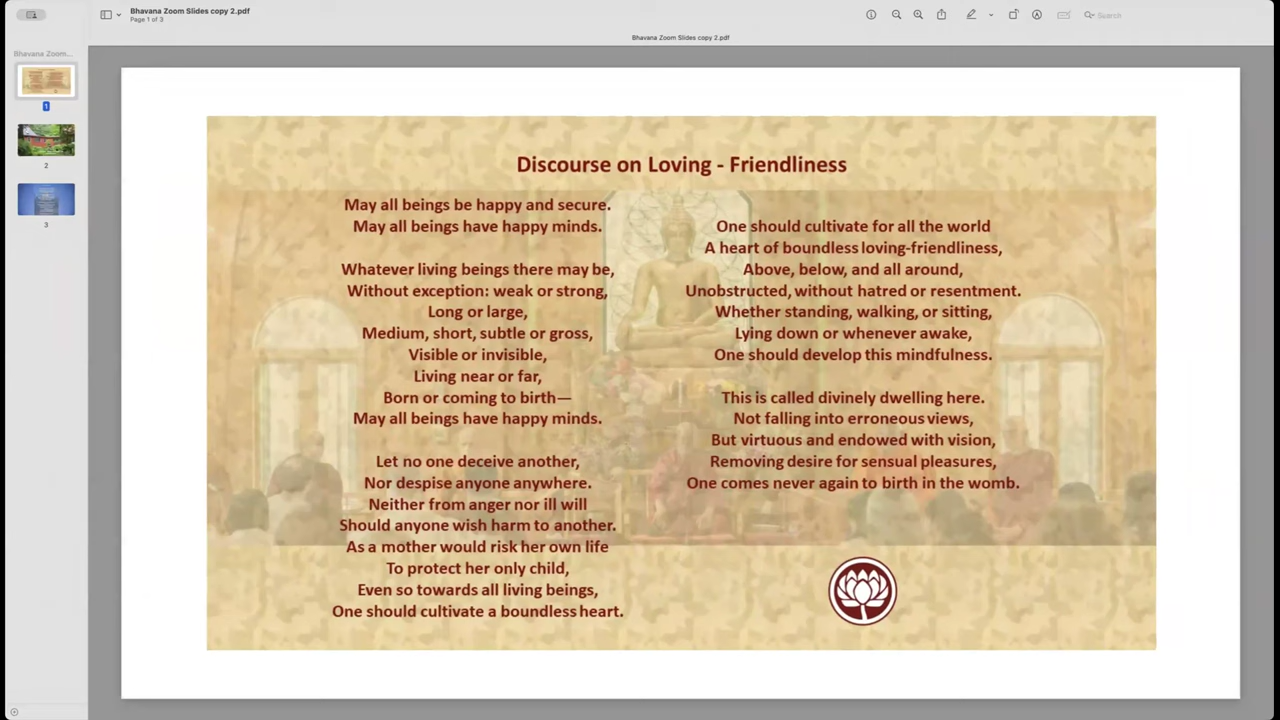 Bhavana Zoom Slides copy 2.pdf
Page 1 of 3
Search
Bhavana Zoom Slides copy 2.pdf
Bhavana Zoom...
1
2
3
Discourse on Loving - Friendliness
May all beings be happy and secure.
May all beings have happy minds.
Whatever living beings there may be,
Without exception: weak or strong,
Long or large,
Medium, short, subtle or gross,
Visible or invisible,
Living near or far,
Born or coming to birth—
May all beings have happy minds.
Let no one deceive another,
Nor despise anyone anywhere.
Neither from anger nor ill will
Should anyone wish harm to another.
As a mother would risk her own life
To protect her only child,
Even so towards all living beings,
One should cultivate a boundless heart.
One should cultivate for all the world
A heart of boundless loving-friendliness,
Above, below, and all around,
Unobstructed, without hatred or resentment.
Whether standing, walking, or sitting,
Lying down or whenever awake,
One should develop this mindfulness.
This is called divinely dwelling here.
Not falling into erroneous views,
But virtuous and endowed with vision,
Removing desire for sensual pleasures,
One comes never again to birth in the womb.